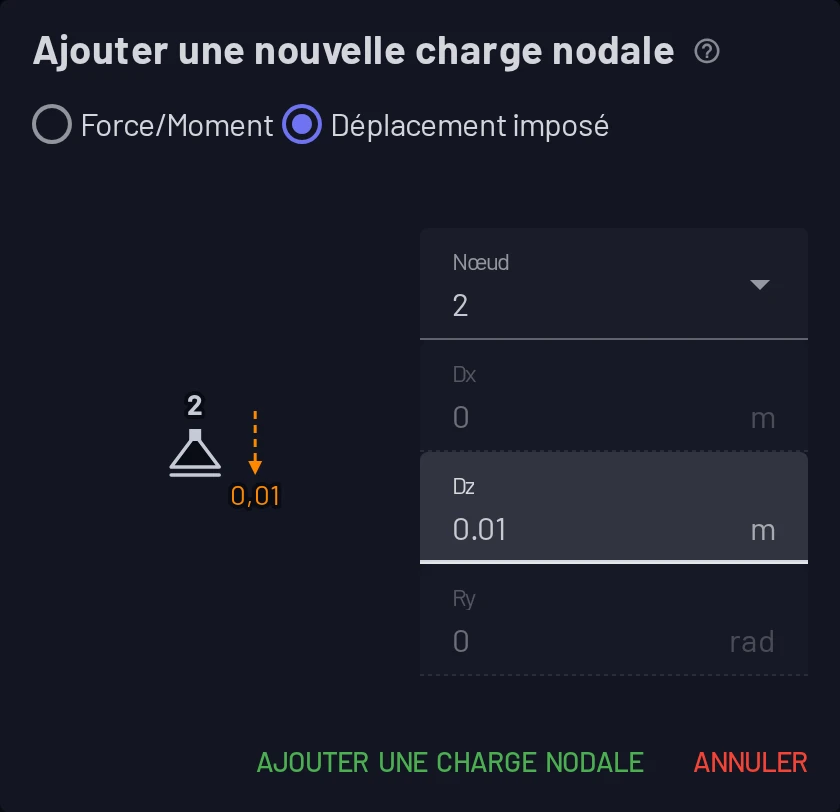 Ajouter une nouvelle charge nodale
Force/Moment Déplacement imposé
Nœud
2
Dx
0 m
2
0,01
Dz
0.01 m
Ry
0 rad
AJOUTER UNE CHARGE NODALE ANNULER